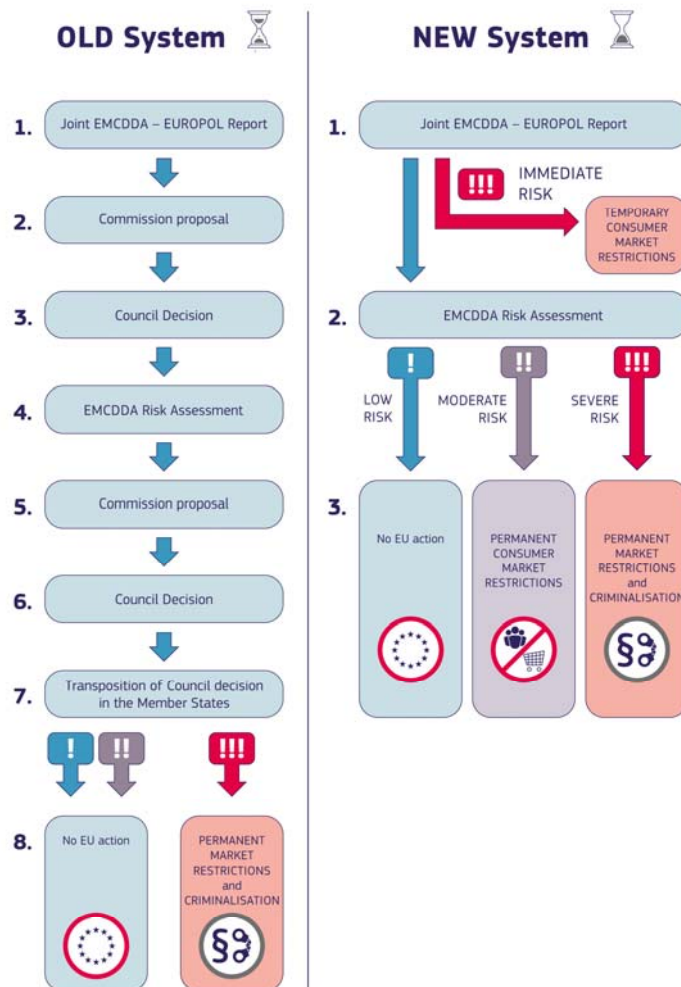 OLD System
1.
Joint EMCDDA – EUROPOL Report
2.
Commission proposal
3.
Council Decision
4.
EMCDDA Risk Assessment
5.
Commission proposal
6.
Council Decision
7.
Transposition of Council decision
in the Member States
!
!!
!!!
8.
No EU action
PERMANENT
MARKET
RESTRICTIONS
and
CRIMINALISATION
§
NEW System
1.
Joint EMCDDA – EUROPOL Report
!!!
IMMEDIATE
RISK
TEMPORARY
CONSUMER
MARKET
RESTRICTIONS
2.
EMCDDA Risk Assessment
!
LOW
RISK
!!
MODERATE
RISK
!!!
SEVERE
RISK
3.
No EU action
PERMANENT
CONSUMER
MARKET
RESTRICTIONS
PERMANENT
MARKET
RESTRICTIONS
and
CRIMINALISATION
§